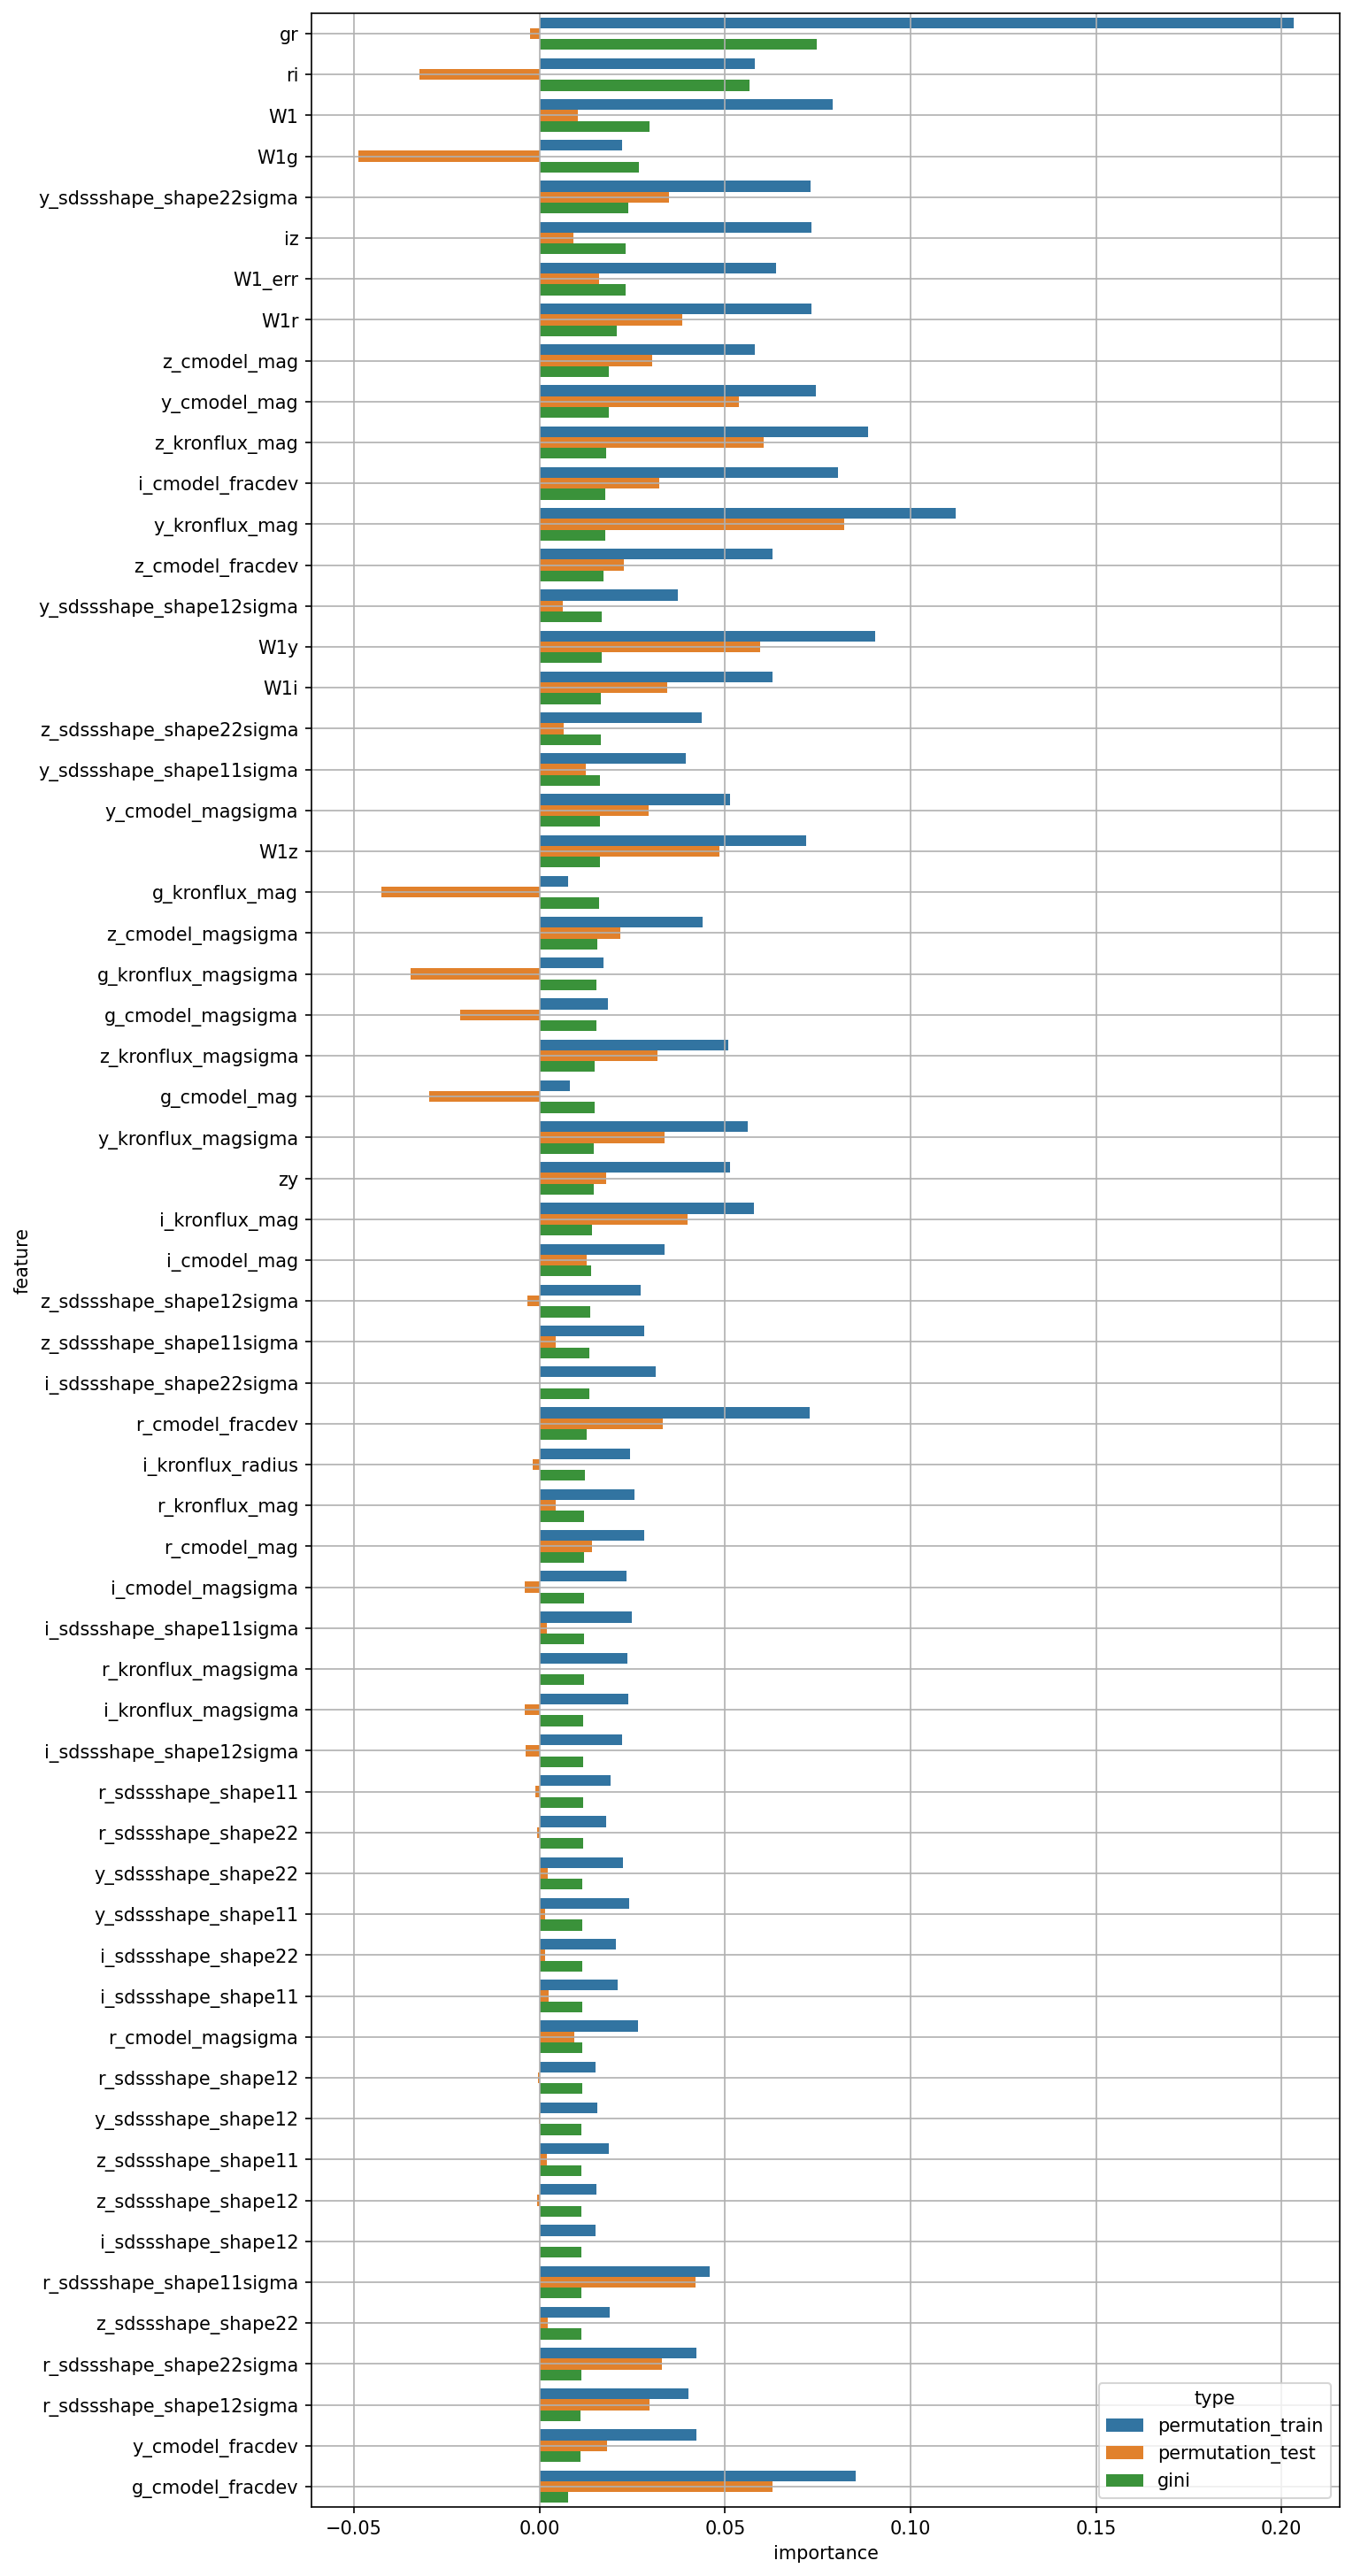 gr
ri
W1
W1g
y_sdssshape_shape22sigma
iz
W1_err
W1r
z_cmodel_mag
y_cmodel_mag
z_kronflux_mag
i_cmodel_fracdev
y_kronflux_mag
z_cmodel_fracdev
y_sdssshape_shape12sigma
W1y
W1i
z_sdssshape_shape22sigma
y_sdssshape_shape11sigma
y_cmodel_magsigma
W1z
g_kronflux_mag
z_cmodel_magsigma
g_kronflux_magsigma
g_cmodel_magsigma
z_kronflux_magsigma
g_cmodel_mag
y_kronflux_magsigma
zy
i_kronflux_mag
i_cmodel_mag
z_sdssshape_shape12sigma
z_sdssshape_shape11sigma
i_sdssshape_shape22sigma
r_cmodel_fracdev
i_kronflux_radius
r_kronflux_mag
r_cmodel_mag
i_cmodel_magsigma
i_sdssshape_shape11sigma
r_kronflux_magsigma
i_kronflux_magsigma
i_sdssshape_shape12sigma
r_sdssshape_shape11
r_sdssshape_shape22
y_sdssshape_shape22
y_sdssshape_shape11
i_sdssshape_shape22
i_sdssshape_shape11
r_cmodel_magsigma
r_sdssshape_shape12
y_sdssshape_shape12
z_sdssshape_shape11
z_sdssshape_shape12
i_sdssshape_shape12
r_sdssshape_shape11sigma
z_sdssshape_shape22
r_sdssshape_shape22sigma
r_sdssshape_shape12sigma
y_cmodel_fracdev
g_cmodel_fracdev
feature
type
permutation_train
permutation_test
gini
−0.05 0.00 0.05 0.10 0.15 0.20
importance